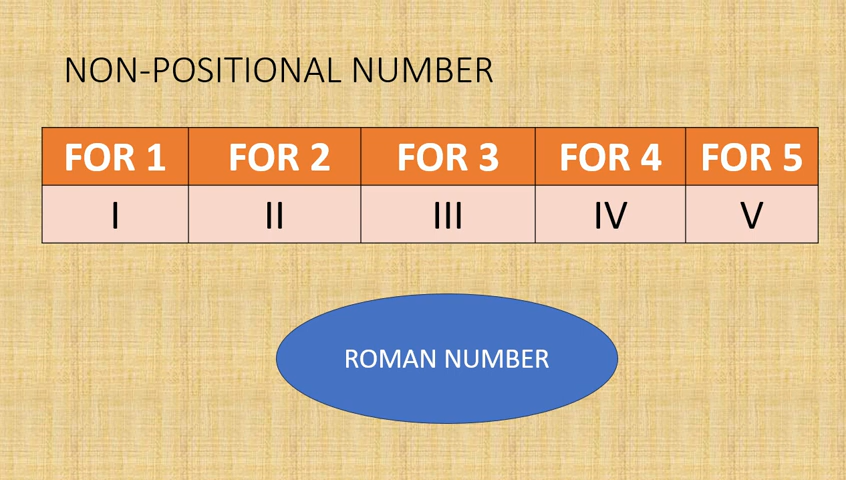 NON-POSITIONAL NUMBER
FOR 1 FOR 2 FOR 3 FOR 4 FOR 5
I II III IV V
ROMAN NUMBER